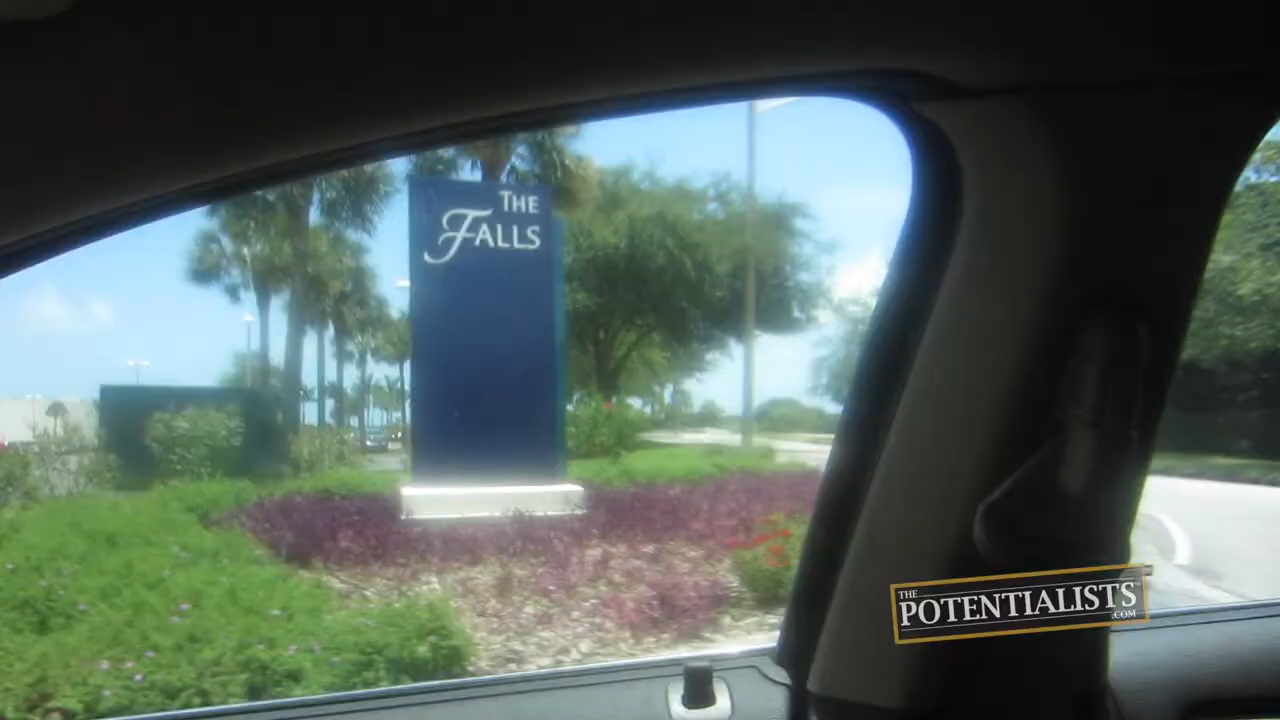 THE
FALLS
THE
POTENTIALISTS
.COM